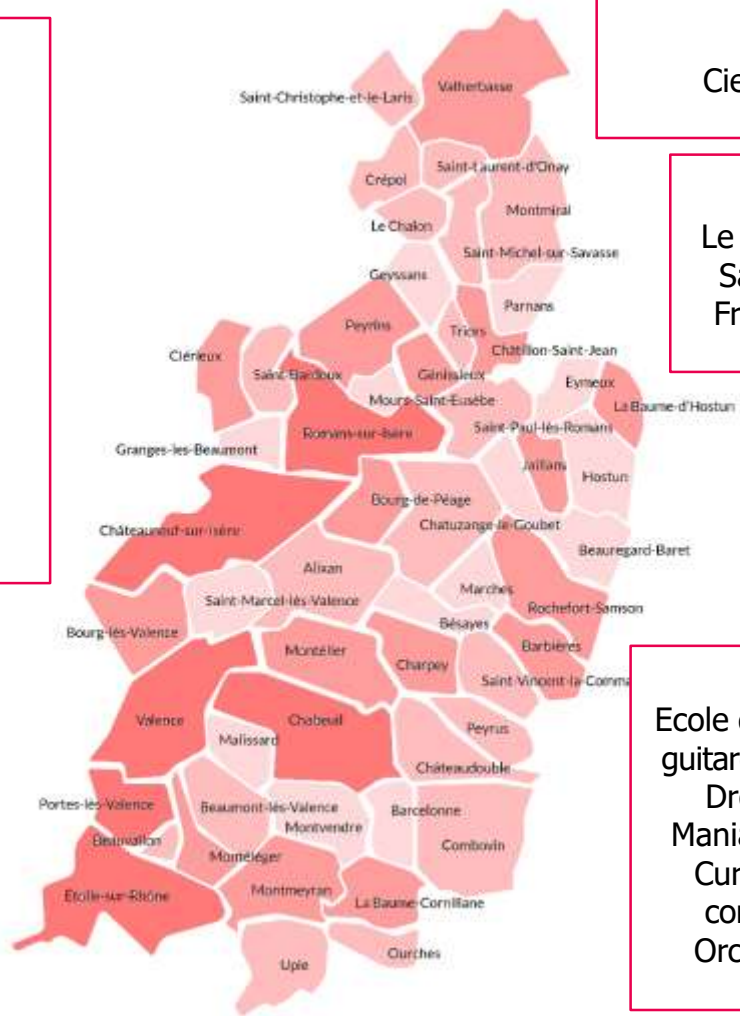 Cie
Valherbasse
Saint-Christophe-et-le-Laris
Saint-Laurent-d'Onay
Crépol
Montmiral
Le Chalon
Le
Saint-Michel-sur-Savasse
Sa
Geyssans
Parnans
Fr
Peyrins
Triors
Châtillon-Saint-Jean
Clérieux
Saint-Bardoux
Génissieux
Eymeux
Mours-Saint-Eusèbe
La Baume-d'Hostun
Romans-sur-Isère
Saint-Paul-lès-Romans
Granges-les-Beaumont
Jaillans
Hostun
Bourg-de-Péage
Châteauneuf-sur-Isère
Chatuzange-le-Goubet
Beauregard-Baret
Alixan
Marches
Saint-Marcel-lès-Valence
Rochefort-Samson
Bésayes
Bourg-lès-Valence
Barbières
Montélier
Charpey
Saint-Vincent-la-Comma
Valence
Chabeuil
Peyrus
Malissard
Châteaudouble
Portes-lès-Valence
Beaumont-lès-Valence
Barcelonne
Montvendre
Beauvallon
Combovin
Montéléger
Etoile-sur-Rhône
Montmeyran
La Baume-Cornillane
Ourches
Upie
Ecole
guitar
Dr
Mania
Cur
co
Orc